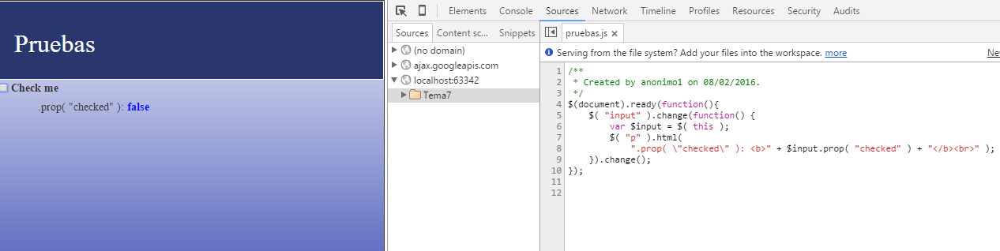 Elements Console Sources Network Timeline Profiles Resources Security Audits
Pruebas
Check me
.prop( "checked" ): false
Sources Content sc... Snippets
(no domain)
ajax.googleapis.com
localhost:63342
Tema7
pruebas.js ×
Serving from the file system? Add your files into the workspace. more Ne
1 /**
2 * Created by anonimo1 on 08/02/2016.
3 */
4 $(document).ready(function(){
5 $( "input" ).change(function() {
6 var $input = $( this );
7 $( "p" ).html(
8 ".prop( \"checked\" ): <b>" + $input.prop( "checked" ) + "</b><br>" );
9 }).change();
10 });
11
12